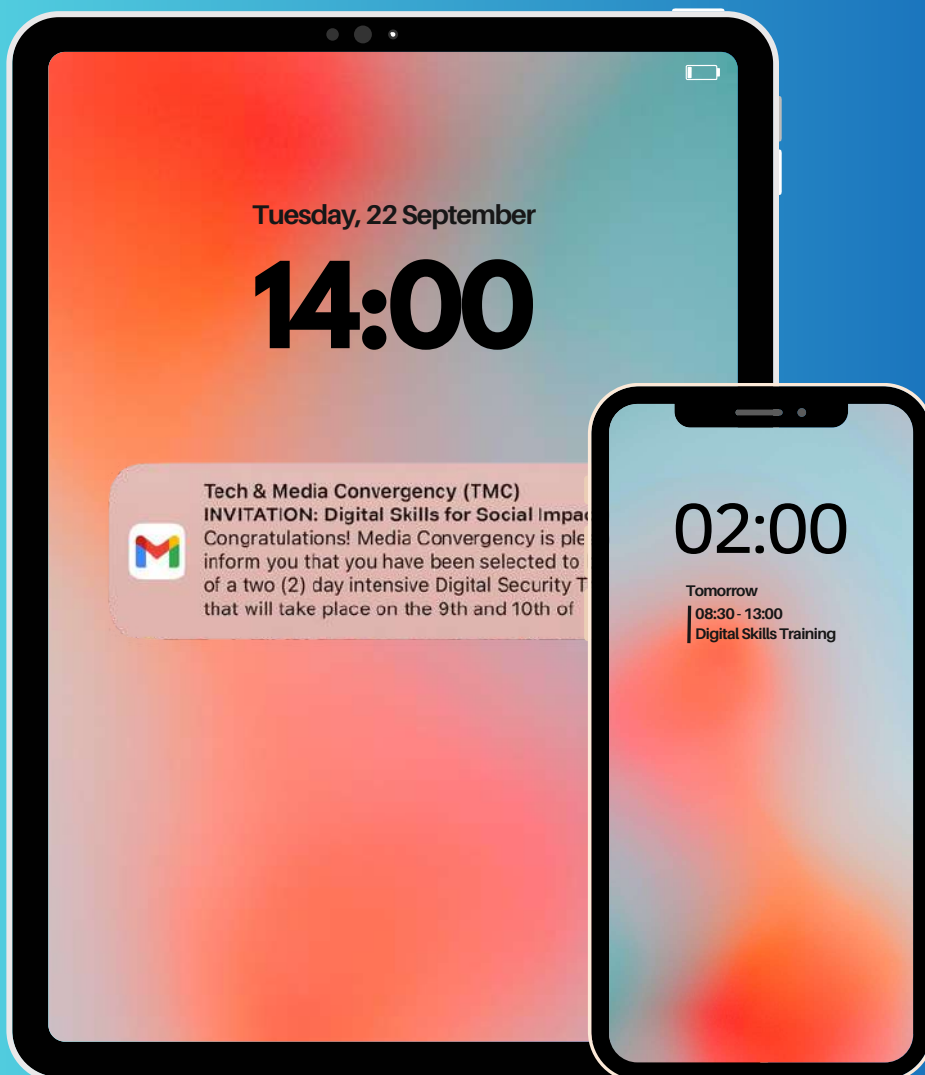 Tuesday, 22 September
14:00
Tech & Media Convergency (TMC)
INVITATION: Digital Skills for Social
Congratulations! Media Convergency is
inform you that you have been selected to
of a two (2) day intensive Digital Security
that will take place on the 9th and 10th of
02:00
Tomorrow
08:30 - 13:00
Digital Skills Training